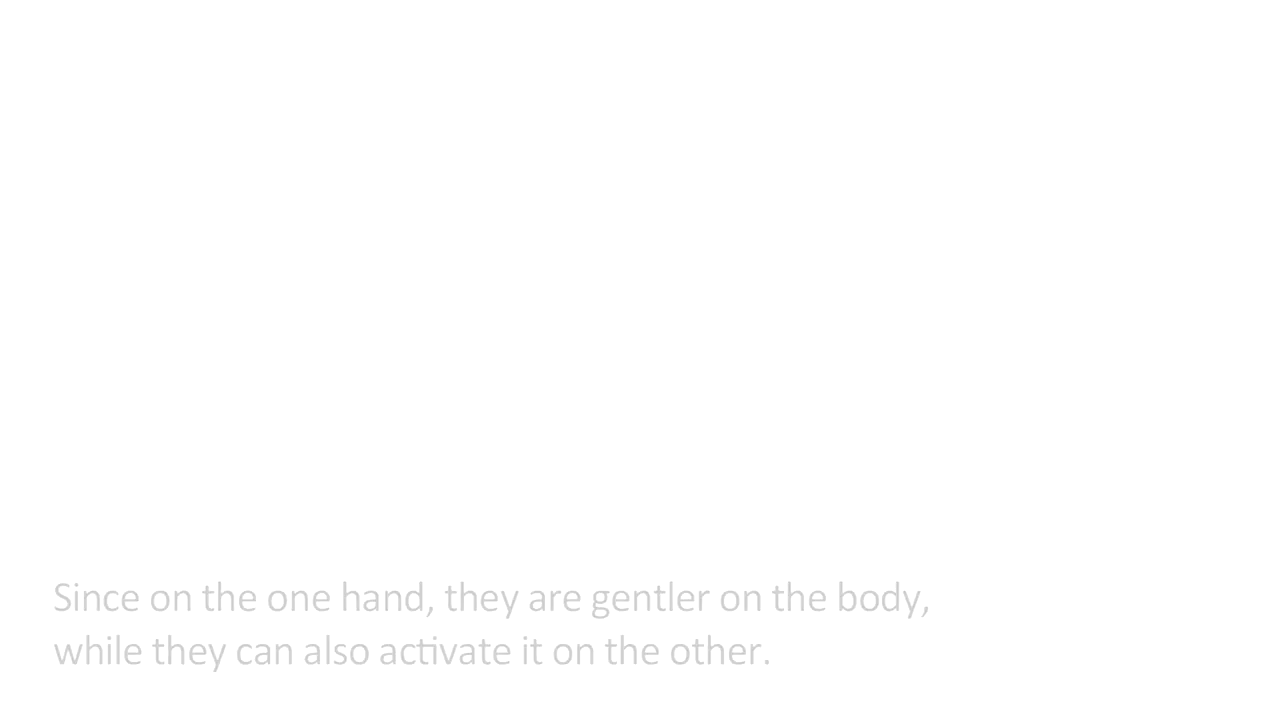 Since on the one hand, they are gentler on the body,
while they can also activate it on the other.